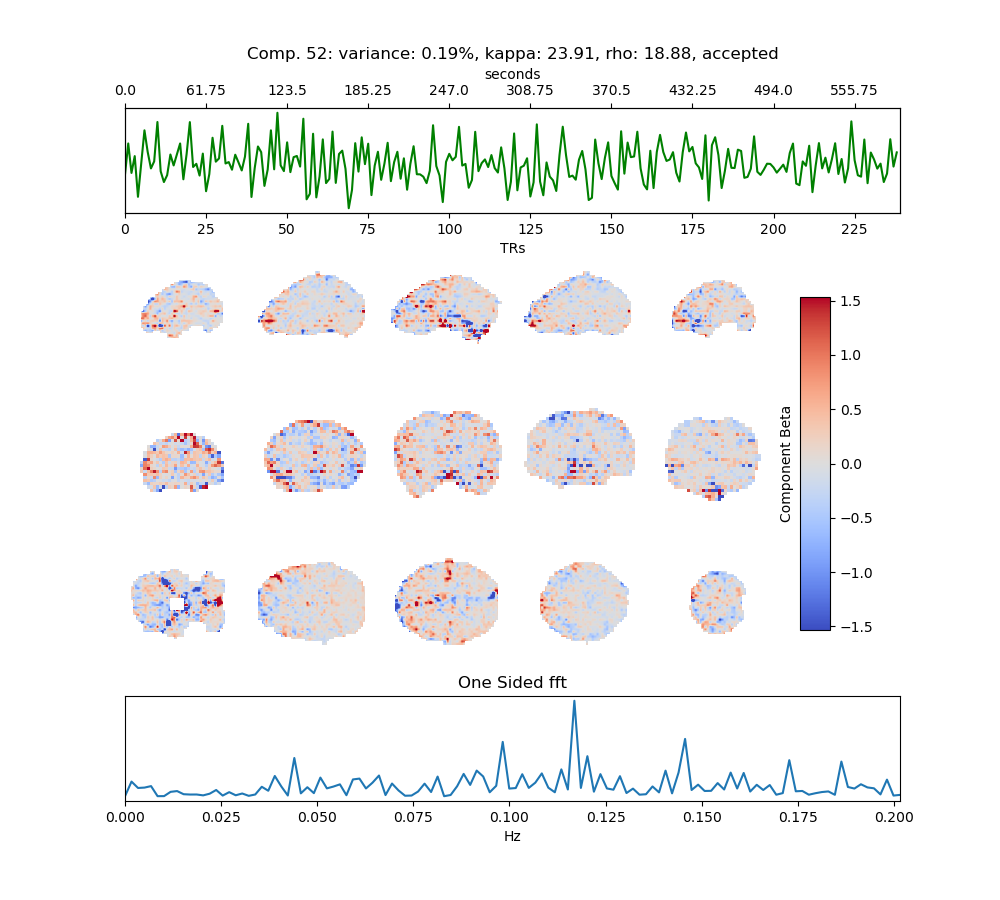 Comp. 52: variance: 0.19%, kappa: 23.91, rho: 18.88, accepted
seconds
0.0 61.75 123.5 185.25 247.0 308.75 370.5 432.25 494.0 555.75
0 25 50 75 100 125 150 175 200 225
TRs
1.5
1.0
0.5
0.0
−0.5
−1.0
−1.5
Component Beta
One Sided fft
0.000 0.025 0.050 0.075 0.100 0.125 0.150 0.175 0.200
Hz